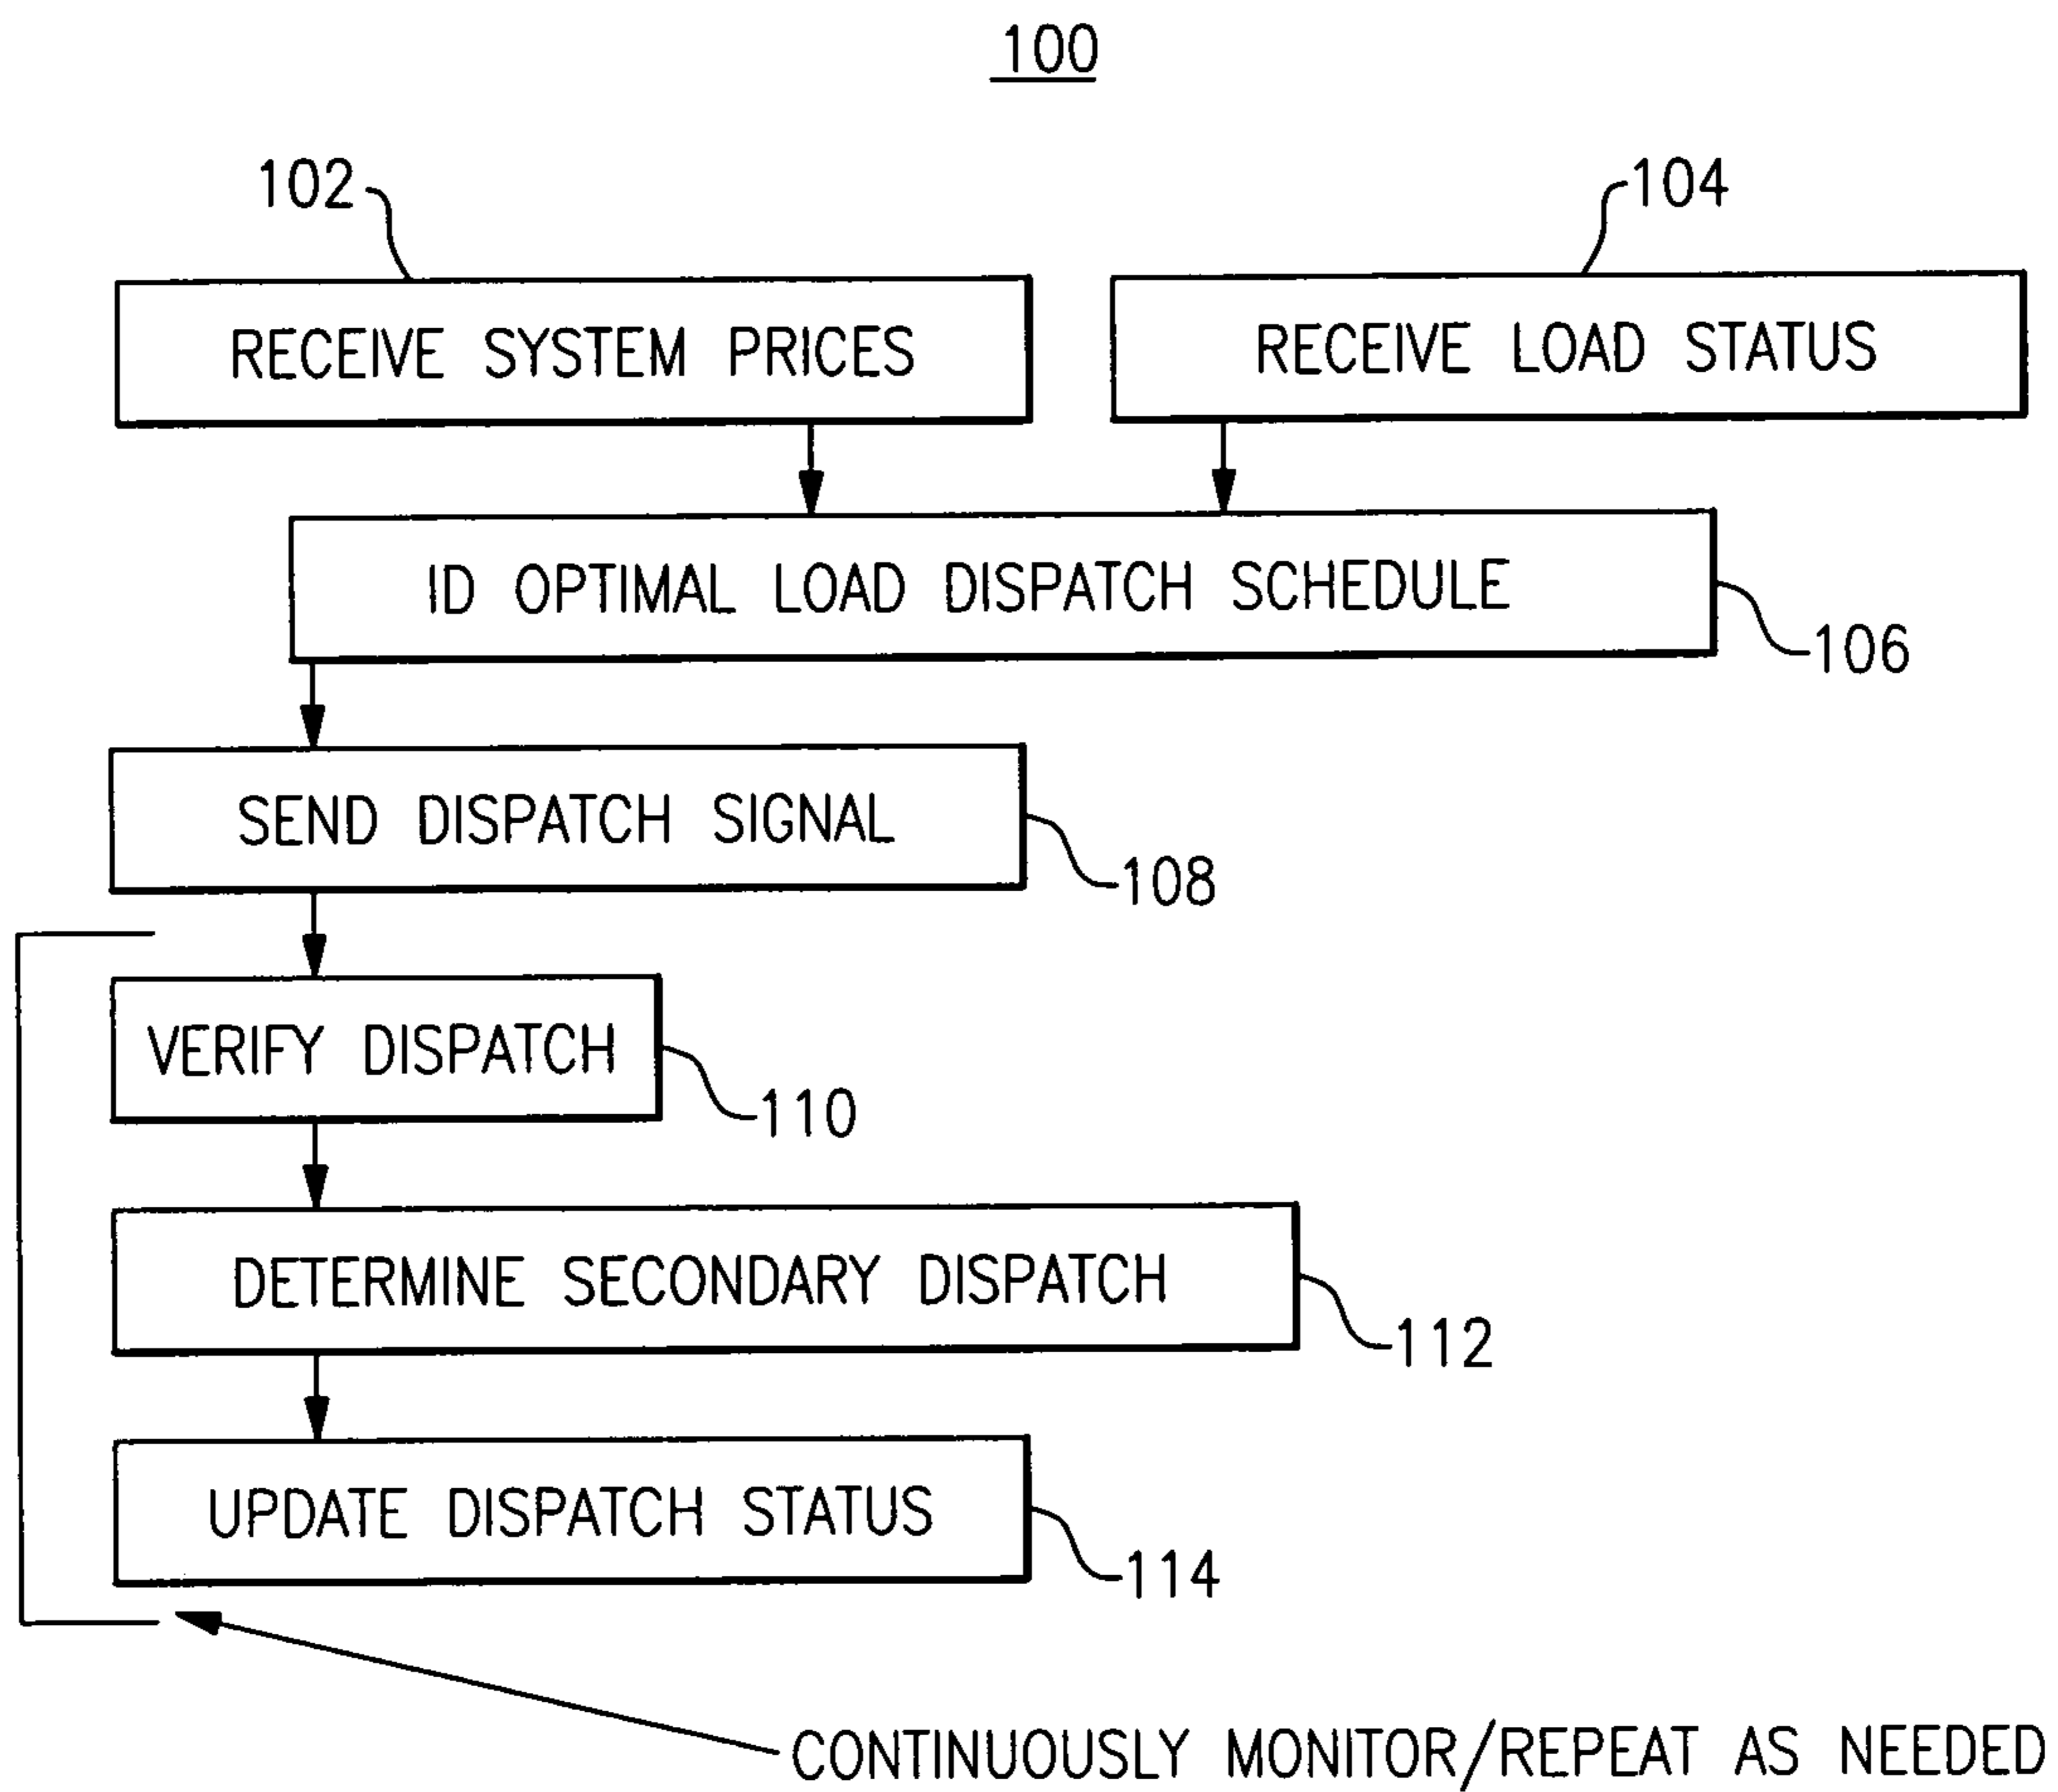 100
102
104
RECEIVE SYSTEM PRICES
RECEIVE LOAD STATUS
ID OPTIMAL LOAD DISPATCH SCHEDULE
106
SEND DISPATCH SIGNAL
108
VERIFY DISPATCH
110
DETERMINE SECONDARY DISPATCH
112
UPDATE DISPATCH STATUS
114
CONTINUOUSLY MONITOR/REPEAT AS NEEDED